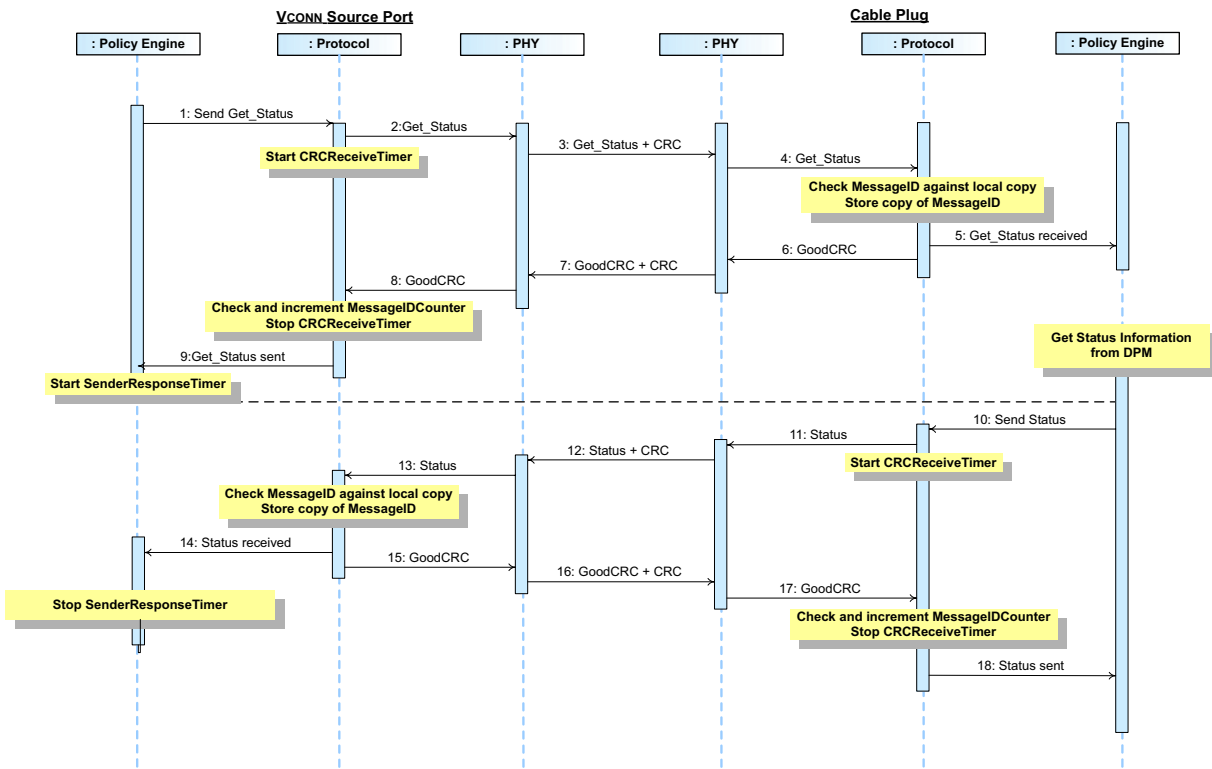 VCONN Source Port
Cable Plug
: Policy Engine
: Protocol
: PHY
: PHY
: Protocol
: Policy Engine
1: Send Get_Status
2:Get_Status
Start CRCReceiveTimer
3: Get_Status + CRC
4: Get_Status
Check MessageID against local copy
Store copy of MessageID
5: Get_Status received
6: GoodCRC
7: GoodCRC + CRC
8: GoodCRC
Check and increment MessageIDCounter
Stop CRCReceiveTimer
9:Get_Status sent
Start SenderResponseTimer
Get Status Information
from DPM
10: Send Status
11: Status
Start CRCReceiveTimer
12: Status + CRC
13: Status
Check MessageID against local copy
Store copy of MessageID
14: Status received
15: GoodCRC
16: GoodCRC + CRC
17: GoodCRC
Stop SenderResponseTimer
Check and increment MessageIDCounter
Stop CRCReceiveTimer
18: Status sent